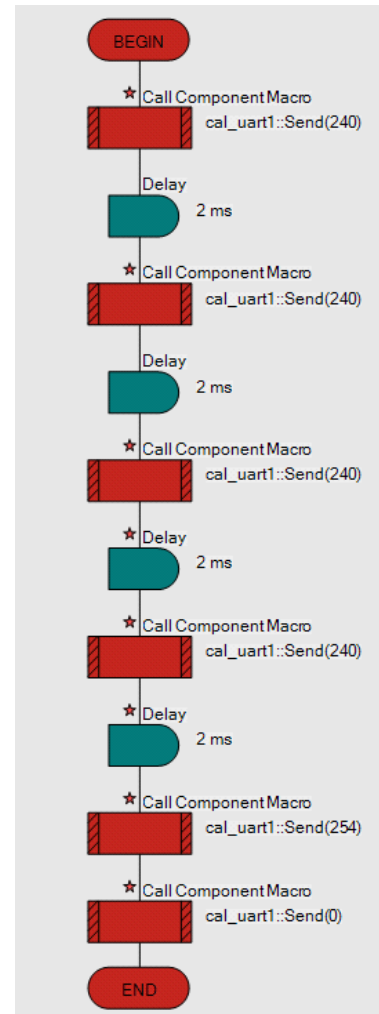 BEGIN
Call Component Macro
cal_uart1::Send(240)
Delay
2 ms
Call Component Macro
cal_uart1::Send(240)
Delay
2 ms
Call Component Macro
cal_uart1::Send(240)
Delay
2 ms
Call Component Macro
cal_uart1::Send(240)
Delay
2 ms
Call Component Macro
cal_uart1::Send(254)
Call Component Macro
cal_uart1::Send(0)
END